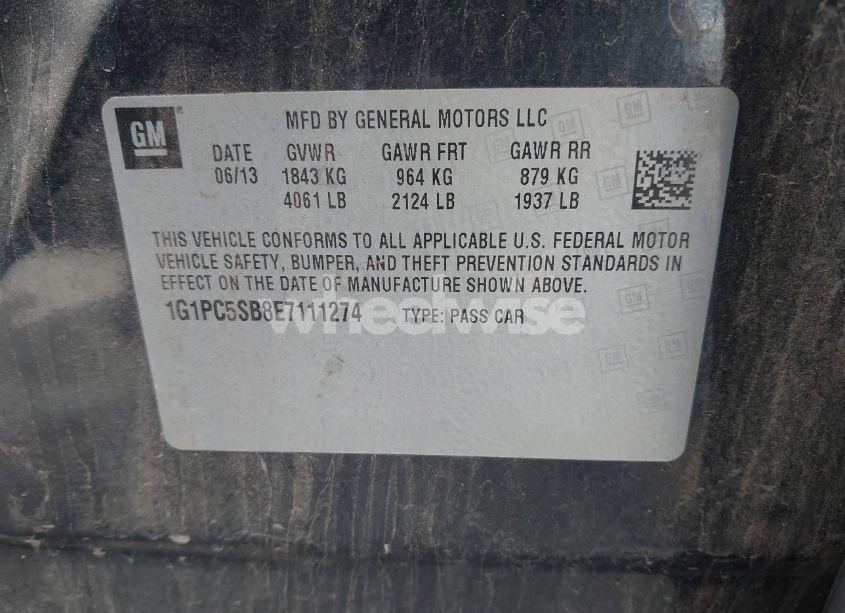 GM
MFD BY GENERAL MOTORS LLC
DATE GVWR GAWR FRT GAWR RR
06/13 1843 KG 964 KG 879 KG
4061 LB 2124 LB 1937 LB
THIS VEHICLE CONFORMS TO ALL APPLICABLE U.S. FEDERAL MOTOR
VEHICLE SAFETY, BUMPER, AND THEFT PREVENTION STANDARDS IN
EFFECT ON THE DATE OF MANUFACTURE SHOWN ABOVE.
1G1PC5SB8E7111274 TYPE: PASS CAR
wheelwise